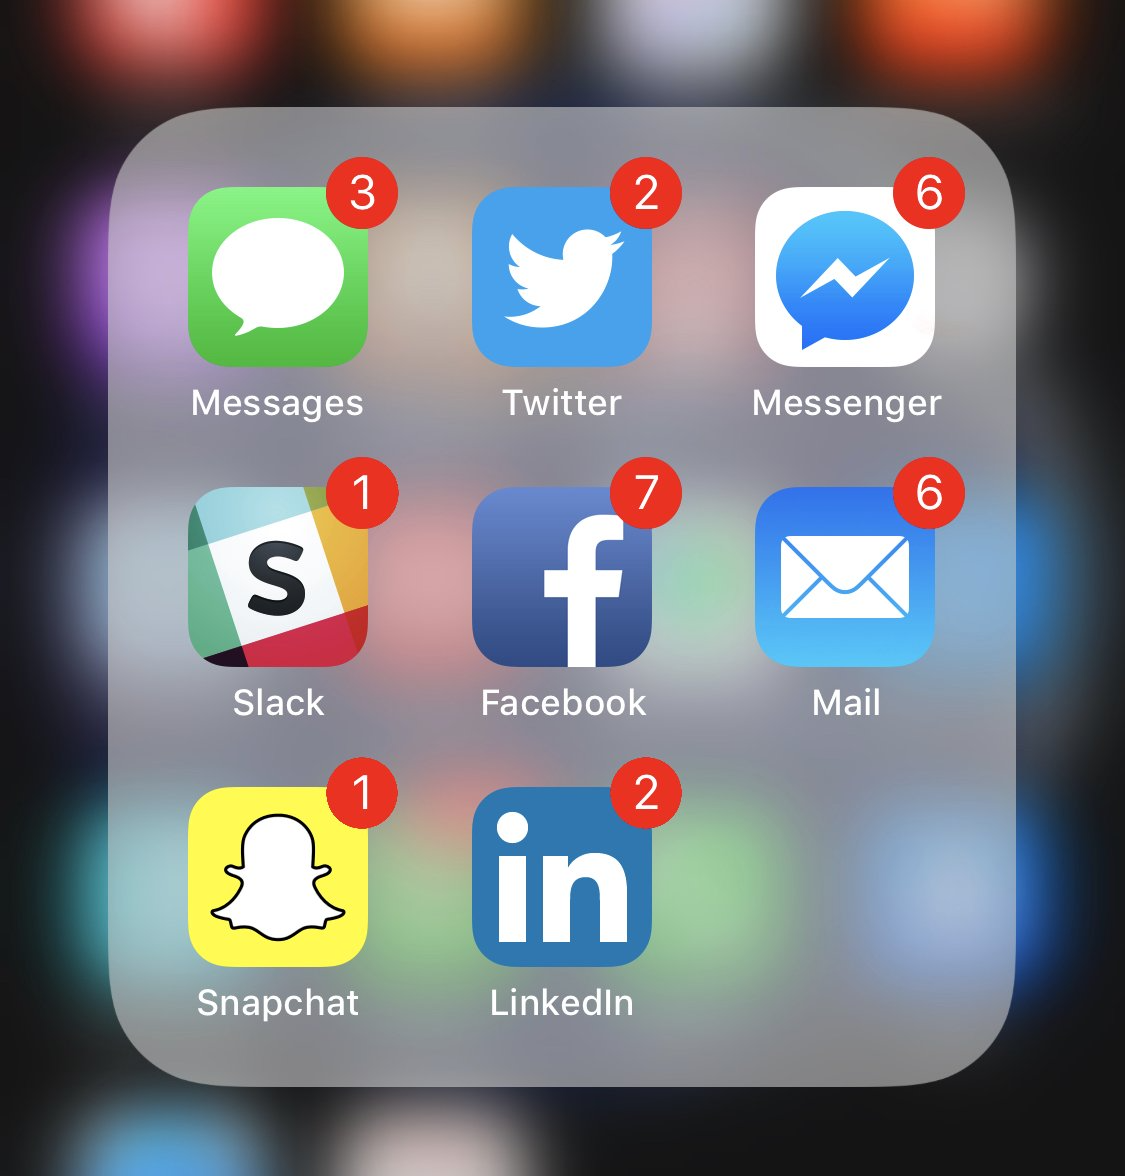 3 2 6
Messages Twitter Messenger
1 7 6
S f
Slack Facebook Mail
1 2
in
Snapchat LinkedIn